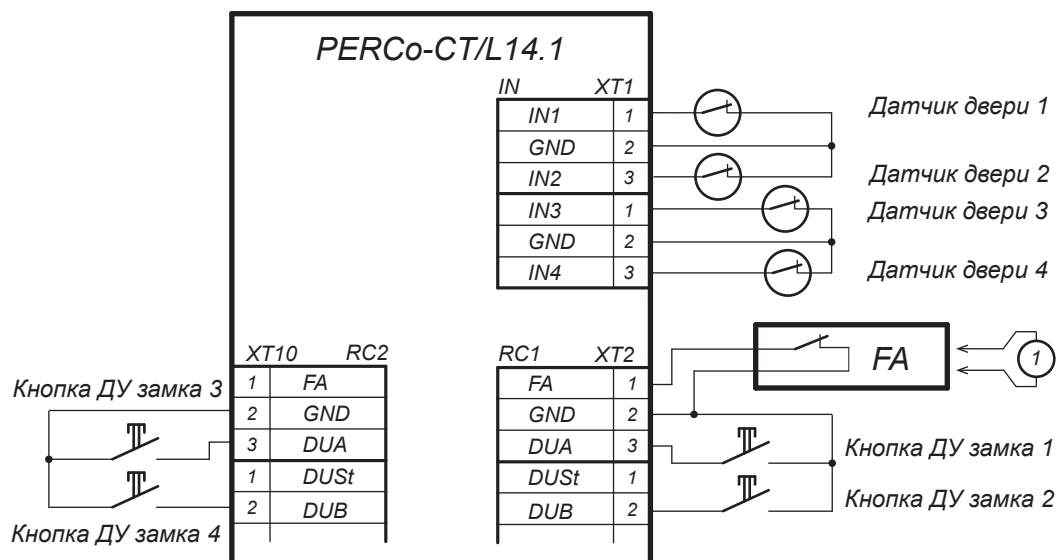 PERCo-CT/L14.1
IN XT1
IN1 1 Датчик двери 1
GND 2
IN2 3 Датчик двери 2
IN3 1 Датчик двери 3
GND 2
IN4 3 Датчик двери 4
XT10 RC2 RC1 XT2 FA 1
Кнопка ДУ замка 3 1 FA FA 1
2 GND GND 2
3 DUA DUA 3 Кнопка ДУ замка 1
1 DUSt DUSt 1
2 DUB DUB 2 Кнопка ДУ замка 2
Кнопка ДУ замка 4